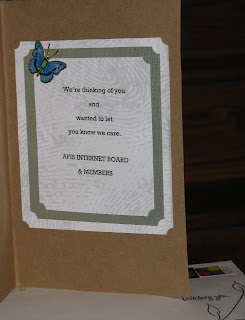 We're thinking of you
and
wanted to let
you know we care.
AFIS INTERNET BOARD
& MEMBERS